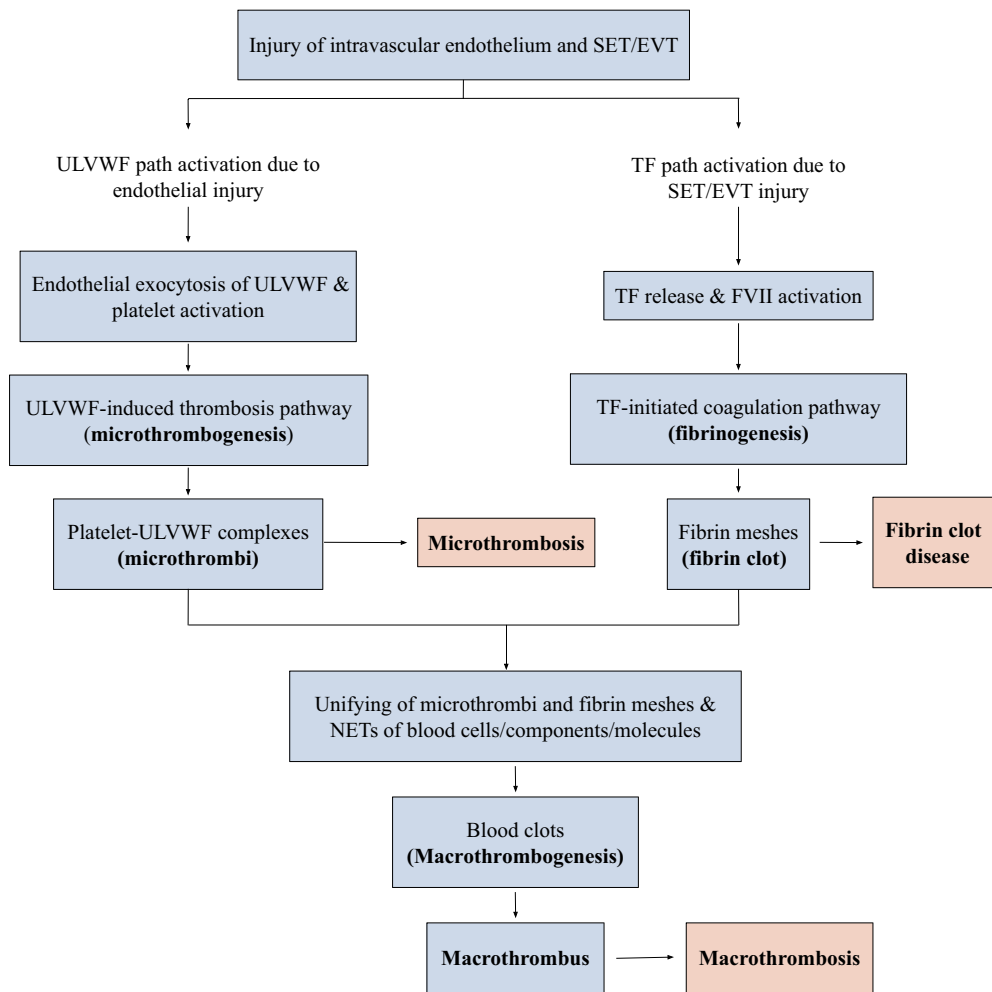 Injury of intravascular endothelium and SET/EVT
ULVWF path activation due to
endothelial injury
TF path activation due to
SET/EVT injury
Endothelial exocytosis of ULVWF &
platelet activation
TF release & FVII activation
ULVWF-induced thrombosis pathway
(microthrombogenesis)
TF-initiated coagulation pathway
(fibrinogenesis)
Platelet-ULVWF complexes
(microthrombi)
Microthrombosis
Fibrin meshes
(fibrin clot)
Fibrin clot
disease
Unifying of microthrombi and fibrin meshes &
NETs of blood cells/components/molecules
Blood clots
(Macrothrombogenesis)
Macrothrombus
Macrothrombosis